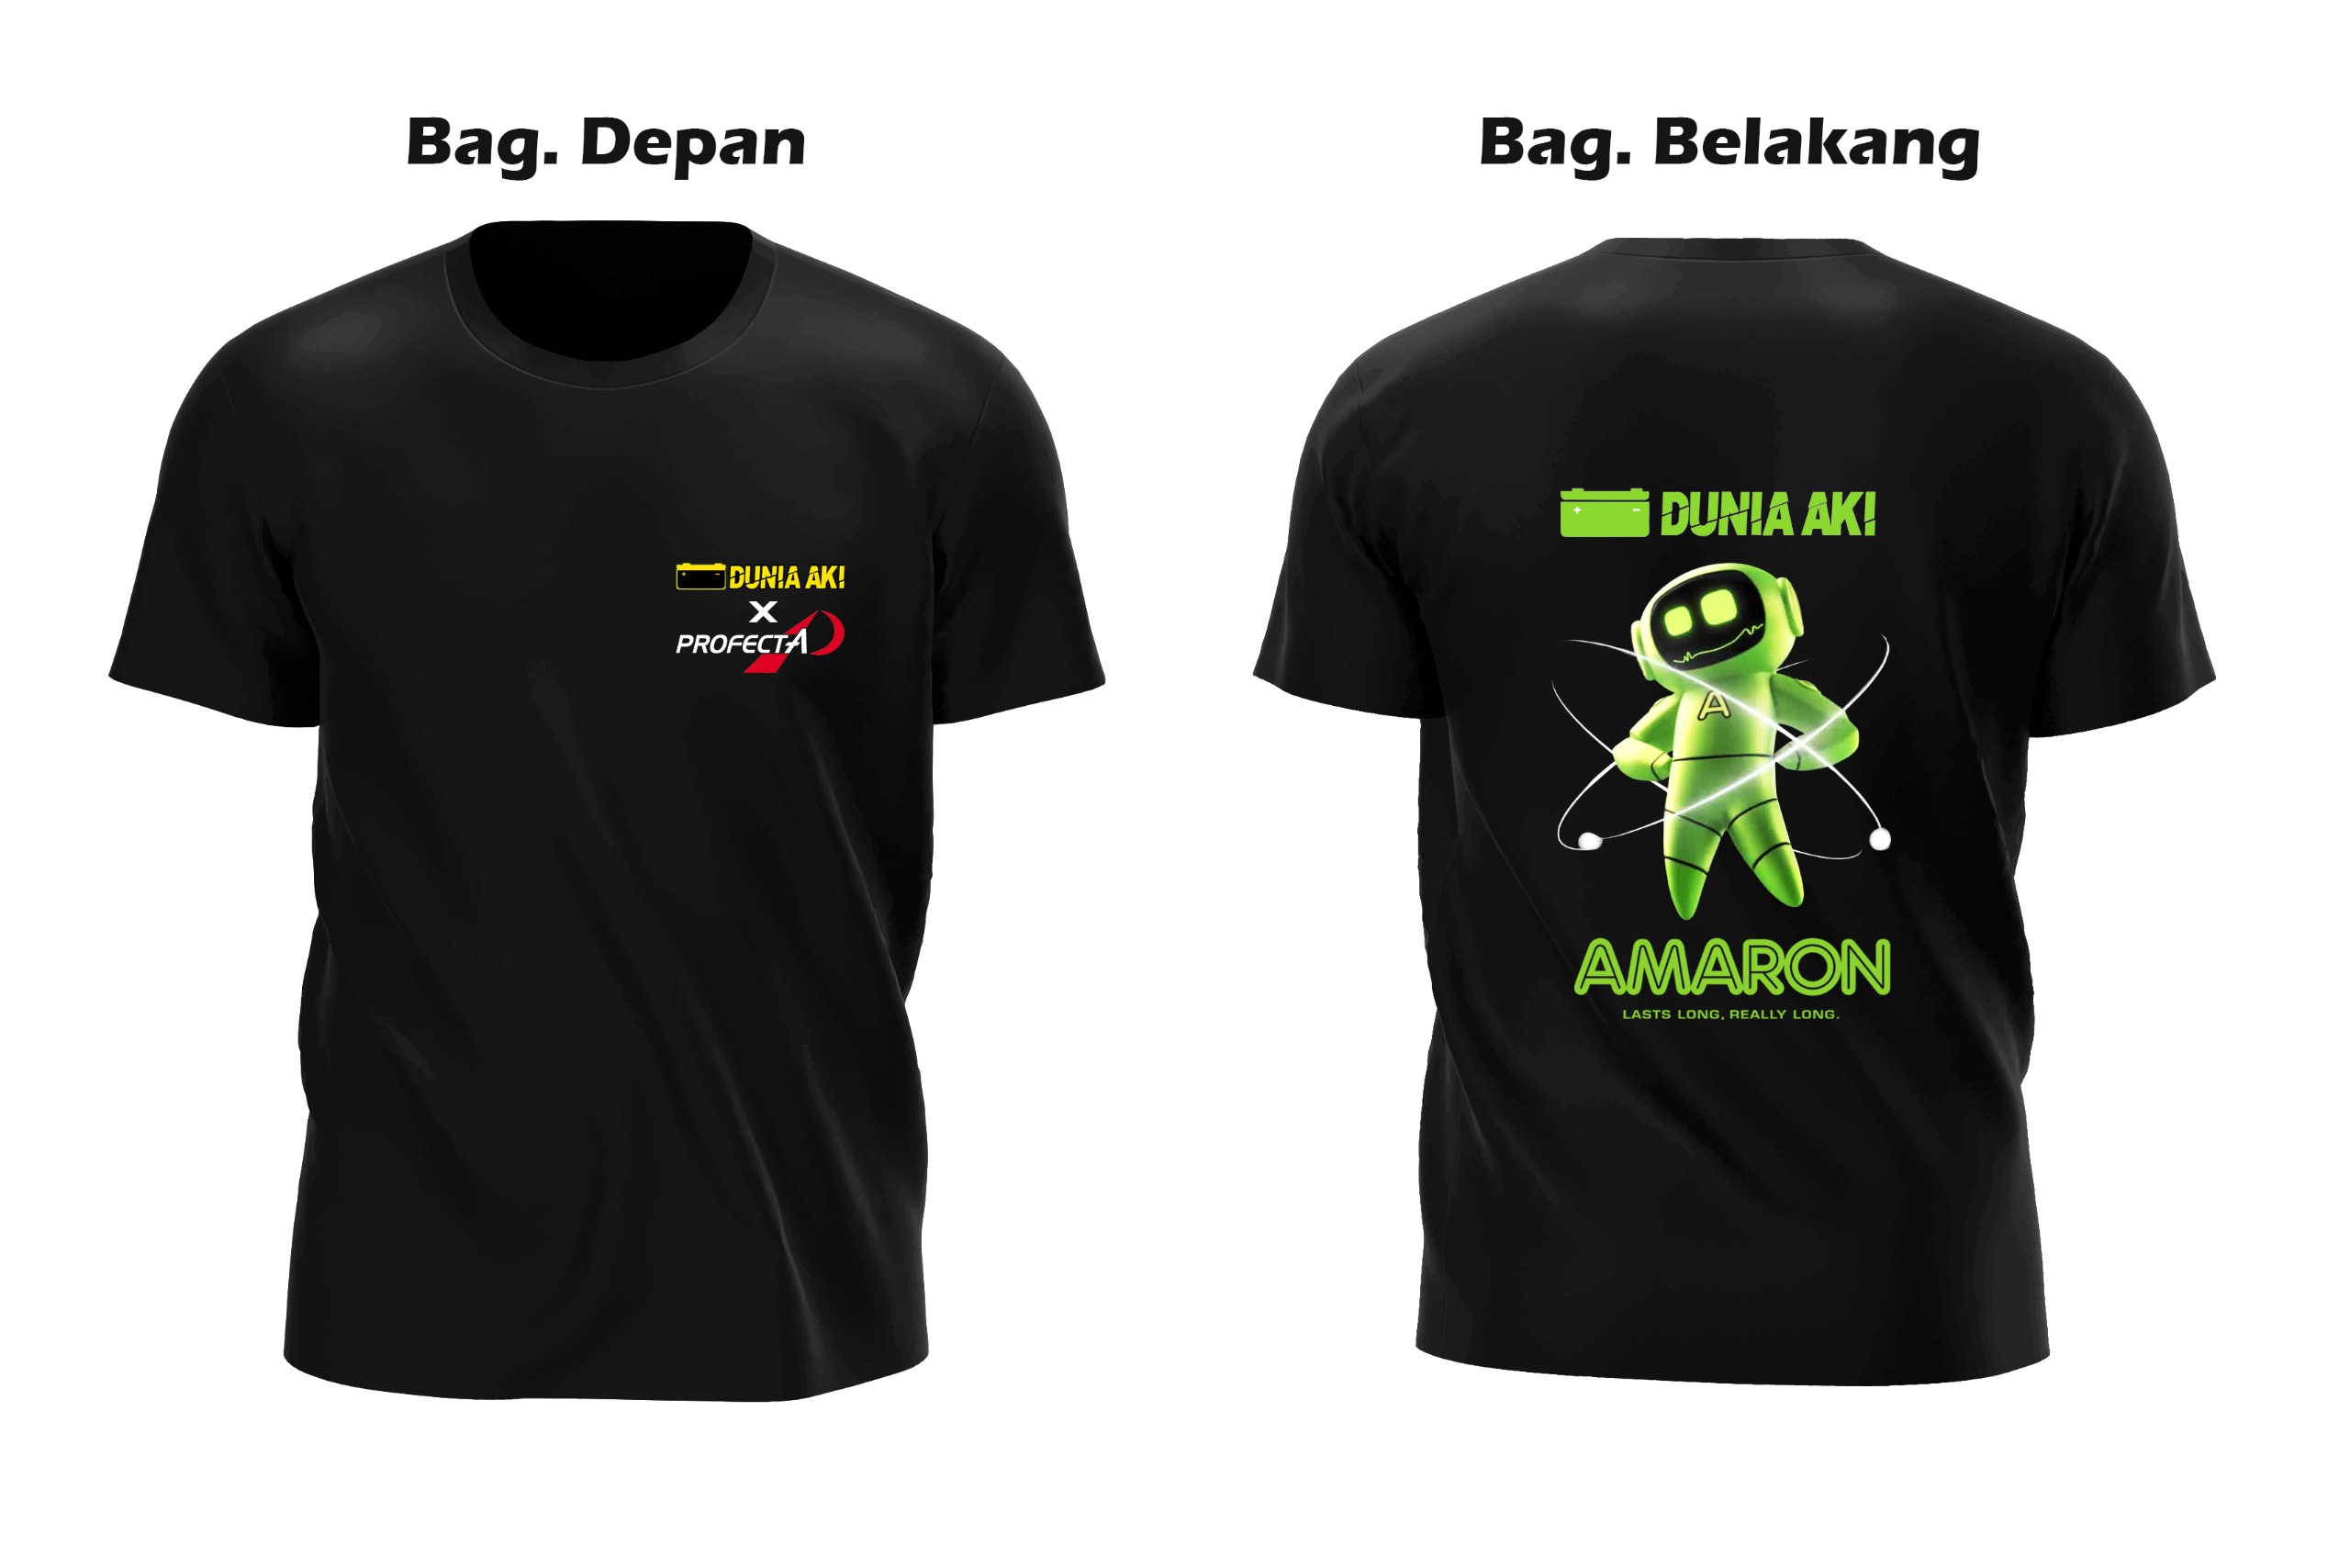 Bag. Depan
DUNIA AKI
X
PROFECTA
Bag. Belakang
DUNIA AKI
A
AMARON
LASTS LONG, REALLY LONG.